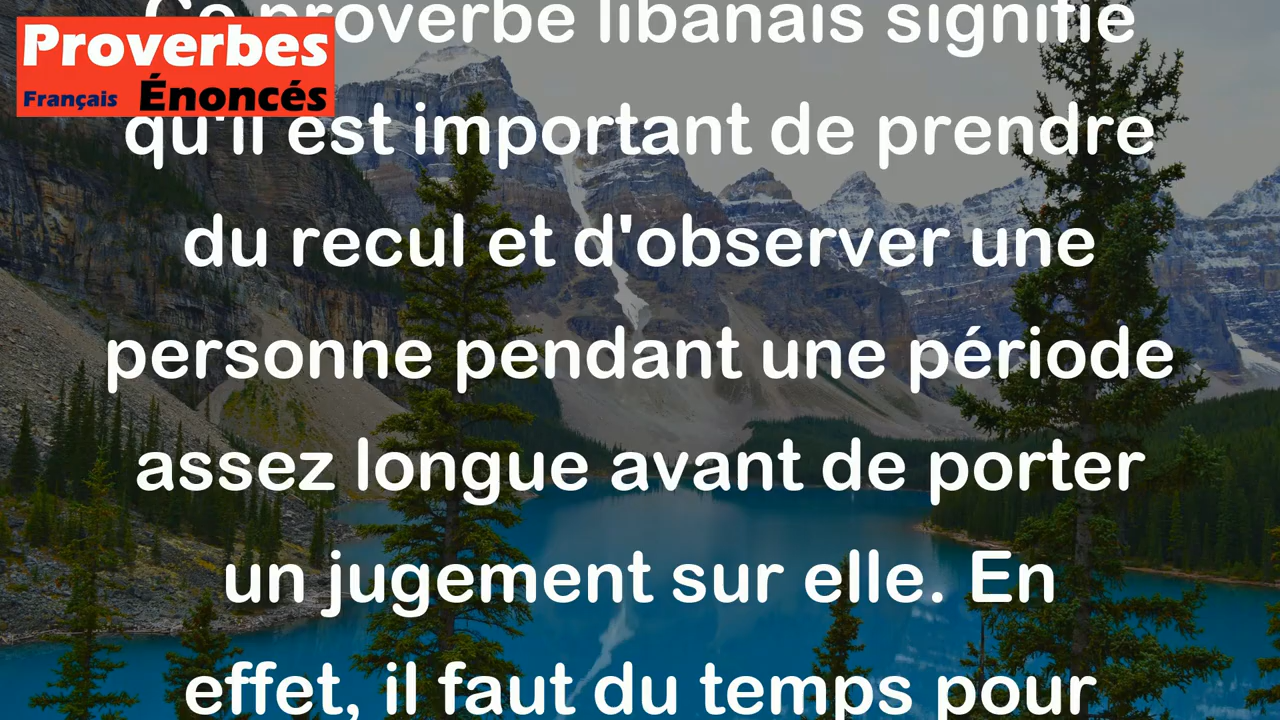 Proverbes
Français Énoncés
Ce proverbe libanais signifie
qu'il est important de prendre
du recul et d'observer une
personne pendant une période
assez longue avant de porter
un jugement sur elle. En
effet, il faut du temps pour